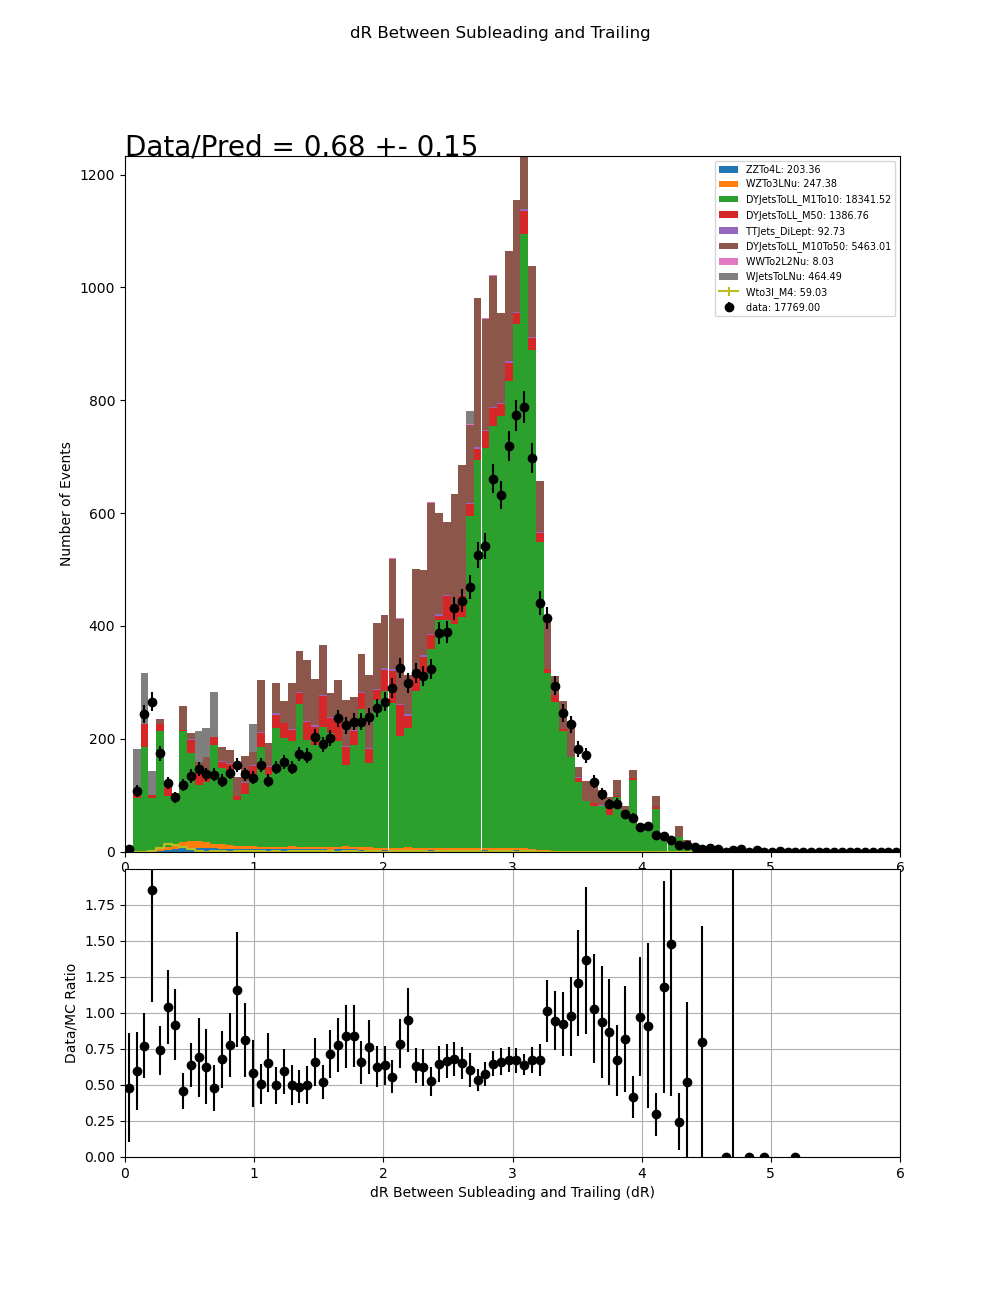 dR Between Subleading and Trailing
Data/Pred = 0.68 +- 0.15
ZZTo4L: 203.36
WZTo3LNu: 247.38
DYJetsToLL_M1To10: 18341.52
DYJetsToLL_M50: 1386.76
TTJets_DiLept: 92.73
DYJetsToLL_M10To50: 5463.01
WWTo2L2Nu: 8.03
WJetsToLNu: 464.49
Wto3l_M4: 59.03
data: 17769.00
Number of Events
1200
1000
800
600
400
200
0
0 1 2 3 4 5 6
Data/MC Ratio
1.75
1.50
1.25
1.00
0.75
0.50
0.25
0.00
0 1 2 3 4 5 6
dR Between Subleading and Trailing (dR)